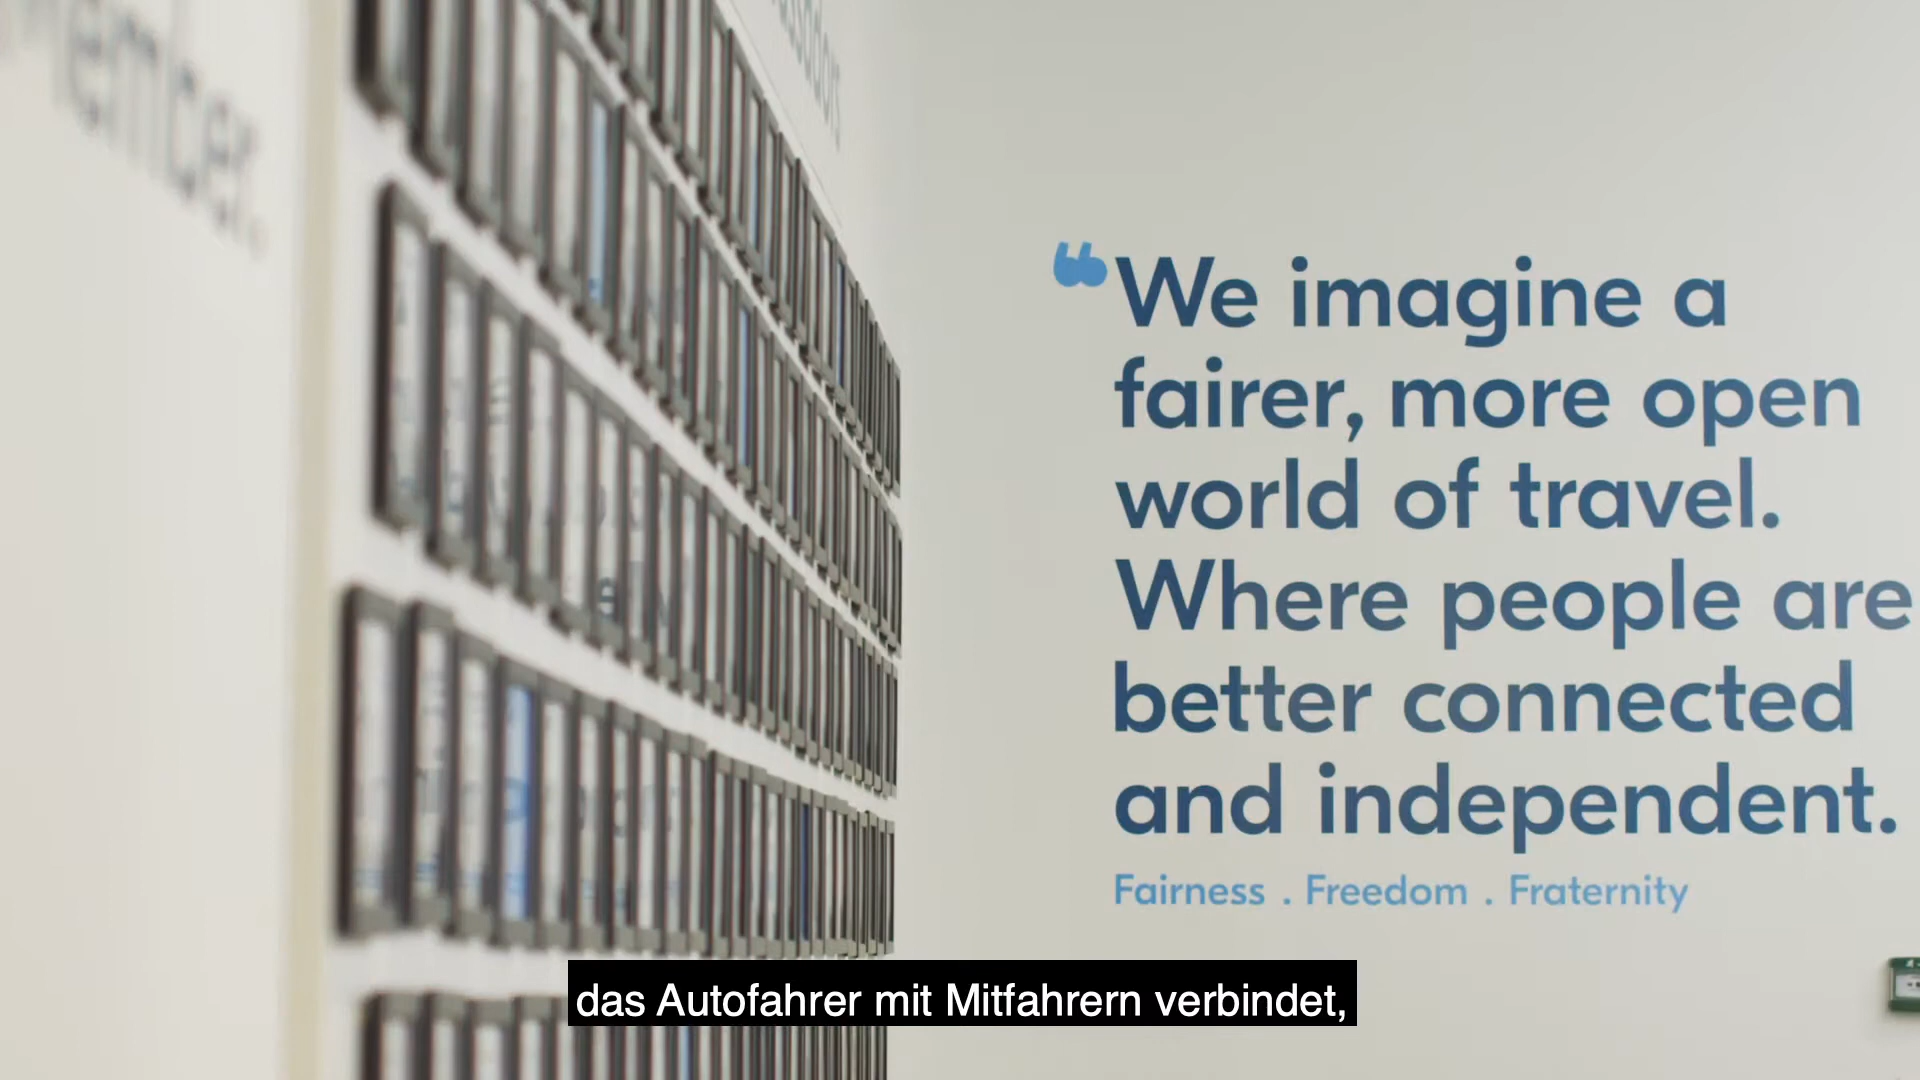 ember.
“We imagine a
fairer, more open
world of travel.
Where people are
better connected
and independent.
Fairness . Freedom . Fraternity
das Autofahrer mit Mitfahrern verbindet,